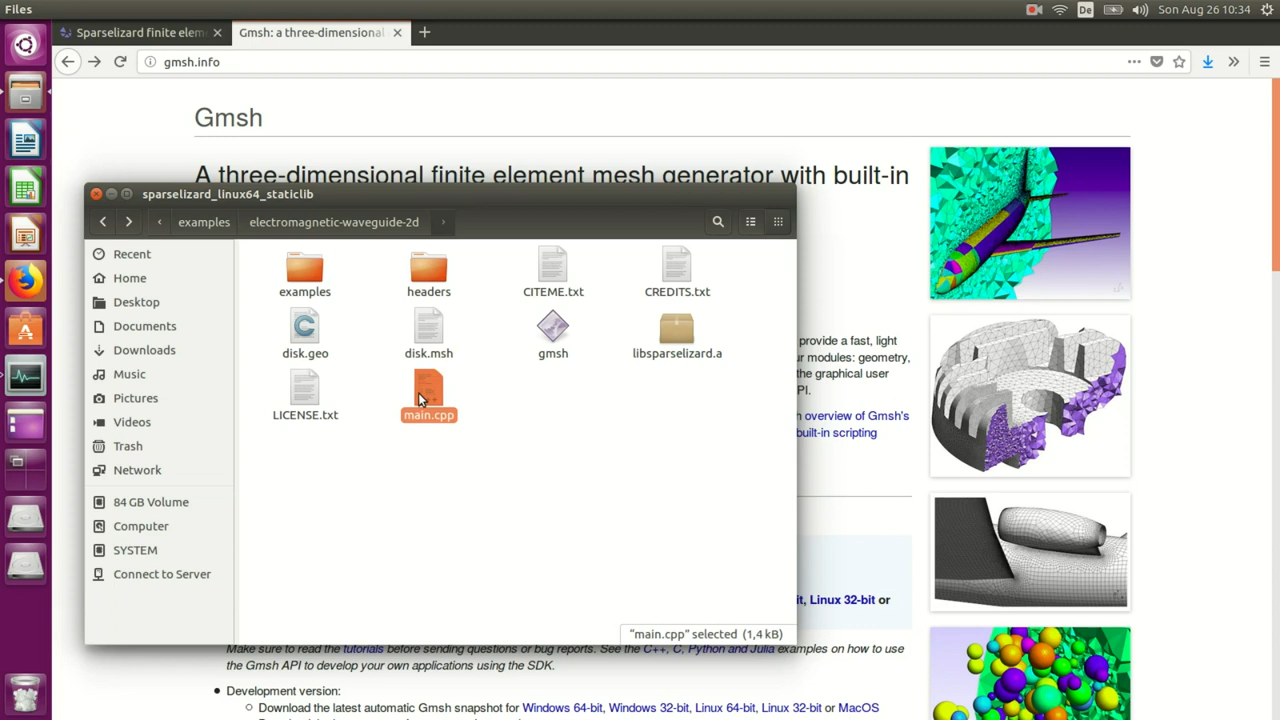 Files
De
Sun Aug 26 10:34
Sparselizard finite elem
Gmsh: a three-dimensional
gmsh.info
Gmsh
A three-dimensional finite element mesh generator with built-in
sparselizard_linux64_staticlib
examples
electromagnetic-waveguide-2d
Recent
Home
Desktop
Documents
Downloads
Music
Pictures
Videos
Trash
Network
84 GB Volume
Computer
SYSTEM
Connect to Server
examples
headers
CITEME.txt
CREDITS.txt
disk.geo
disk.msh
gmsh
libsparselizard.a
LICENSE.txt
main.cpp
"main.cpp" selected (1,4 kB)
provide a fast, light
ur modules: geometry,
the graphical user
PI.
h overview of Gmsh's
built-in scripting
it, Linux 32-bit or
Make sure to read the tutorials before sending questions or bug reports. See the C++, C, Python and Julia examples on how to use
the Gmsh API to develop your own applications using the SDK.
Development version:
Download the latest automatic Gmsh snapshot for Windows 64-bit, Windows 32-bit, Linux 64-bit, Linux 32-bit or MacOS